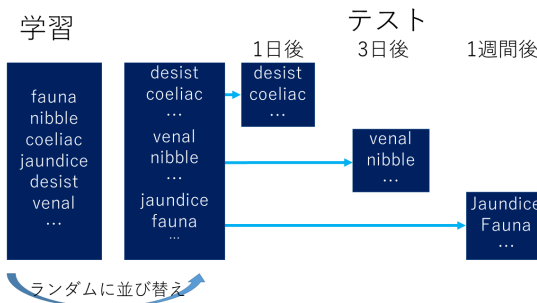 学習
テスト
1日後
3日後
1週間後
fauna
nibble
coeliac
jaundice
desist
venal
…
desist
coeliac
…
venal
nibble
…
jaundice
fauna
…
desist
coeliac
…
venal
nibble
…
Jaundice
Fauna
…
ランダムに並び替え